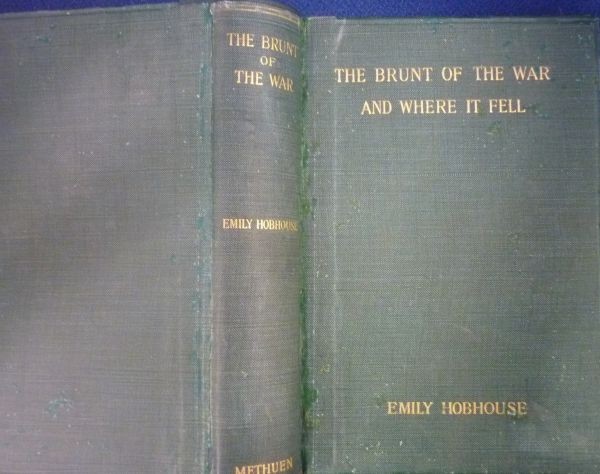 THE BRUNT
OF
THE WAR
EMILY HOBHOUSE
METHUEN
THE BRUNT OF THE WAR
AND WHERE IT FELL
EMILY HOBHOUSE